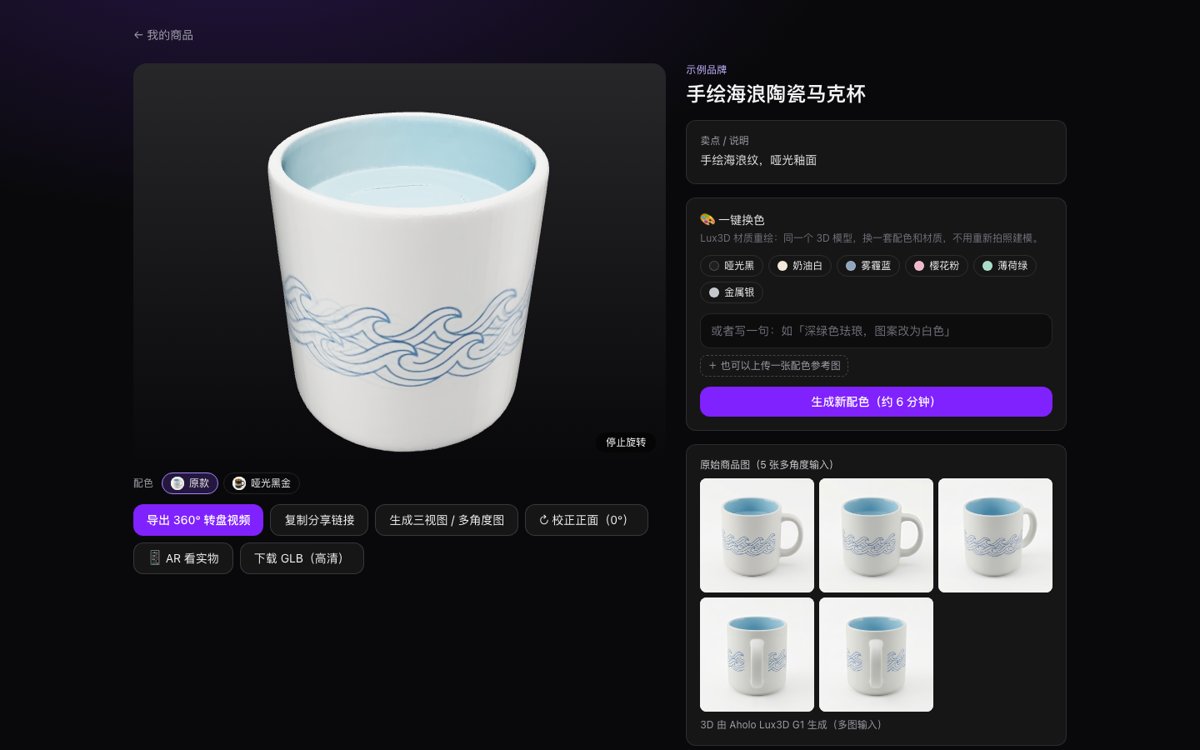 ← 我的商品
示例品牌
手绘海浪陶瓷马克杯
卖点 / 说明
手绘海浪纹，哑光釉面
一键换色
Lux3D 材质重绘：同一个 3D 模型，换一套配色和材质，不用重新拍照建模。
哑光黑 奶油白 雾霾蓝 樱花粉 薄荷绿
金属银
或者写一句：如「深绿色珐琅，图案改为白色」
+ 也可以上传一张配色参考图
生成新配色（约 6 分钟）
停止旋转
配色 原款 哑光黑金
导出 360° 转盘视频 复制分享链接 生成三视图 / 多角度图 ↻ 校正正面（0°）
AR 看实物 下载 GLB（高清）
原始商品图（5 张多角度输入）
3D 由 Aholo Lux3D G1 生成（多图输入）